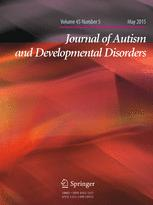 Volume 45 Number 5 May 2015
Journal of Autism
and Developmental Disorders
Springer